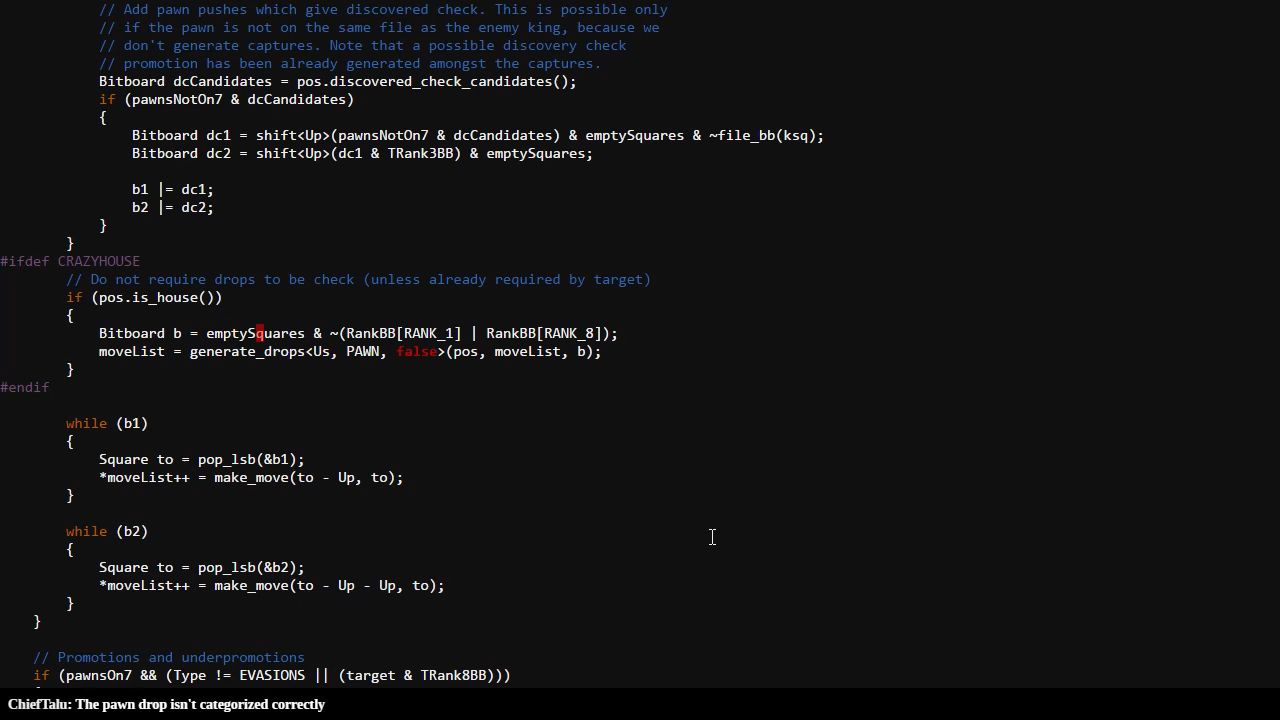 // Add pawn pushes which give discovered check. This is possible only
// if the pawn is not on the same file as the enemy king, because we
// don't generate captures. Note that a possible discovery check
// promotion has been already generated amongst the captures.
Bitboard dcCandidates = pos.discovered_check_candidates();
if (pawnsNotOn7 & dcCandidates)
{
Bitboard dc1 = shift<Up>(pawnsNotOn7 & dcCandidates) & emptySquares & ~file_bb(ksq);
Bitboard dc2 = shift<Up>(dc1 & TRank3BB) & emptySquares;
b1 |= dc1;
b2 |= dc2;
}
}
#ifdef CRAZYHOUSE
// Do not require drops to be check (unless already required by target)
if (pos.is_house())
{
Bitboard b = emptySquares & ~(RankBB[RANK_1] | RankBB[RANK_8]);
moveList = generate_drops<Us, PAWN, false>(pos, moveList, b);
}
#endif
while (b1)
{
Square to = pop_lsb(&b1);
*moveList++ = make_move(to - Up, to);
}
while (b2)
{
Square to = pop_lsb(&b2);
*moveList++ = make_move(to - Up - Up, to);
}
}
// Promotions and underpromotions
if (pawnsOn7 && (Type != EVASIONS || (target & TRank8BB)))
ChiefTalu: The pawn drop isn't categorized correctly